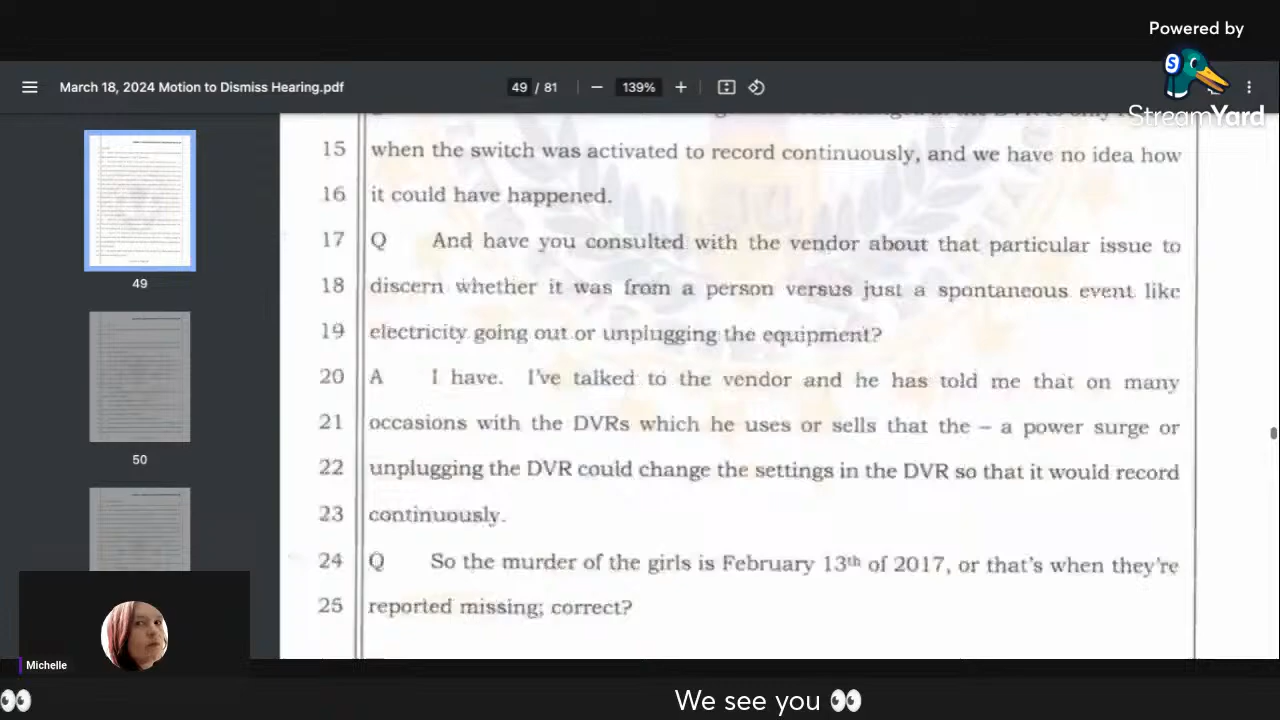 Powered by
StreamYard
March 18, 2024 Motion to Dismiss Hearing.pdf
49 / 81
139%
15 when the switch was activated to record continuously, and we have no idea how
16 it could have happened.
17 Q And have you consulted with the vendor about that particular issue to
18 discern whether it was from a person versus just a spontaneous event like
19 electricity going out or unplugging the equipment?
20 A I have. I've talked to the vendor and he has told me that on many
21 occasions with the DVRs which he uses or sells that the – a power surge or
22 unplugging the DVR could change the settings in the DVR so that it would record
23 continuously.
24 Q So the murder of the girls is February 13th of 2017, or that's when they're
25 reported missing; correct?
49
50
Michelle
👀 We see you 👀